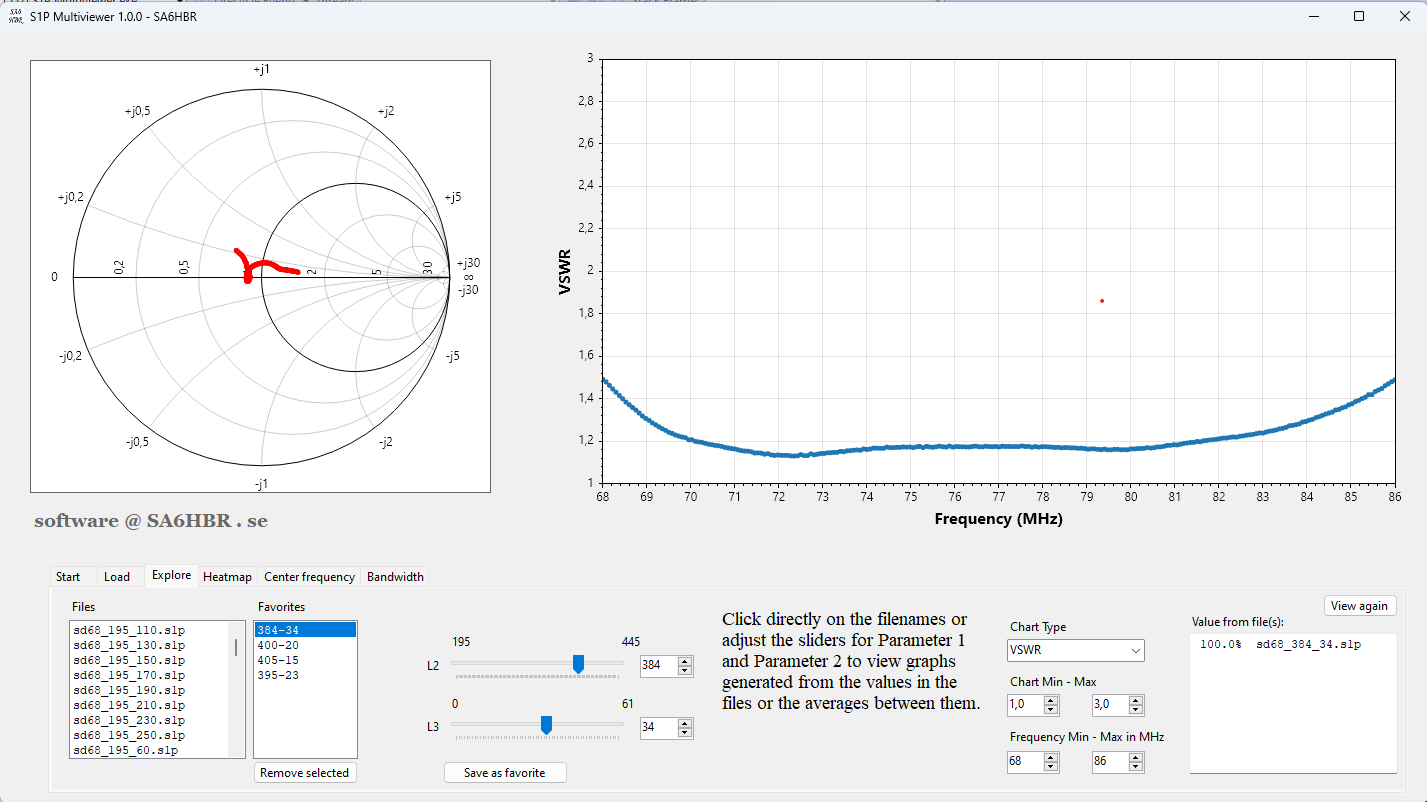 S1P Multiviewer 1.0.0 - SA6HBR
+j1
+j0,5
+j2
+j0,2
+j5
0
0,2
0,5
2
5
30
+j30
∞
-j30
-j0,2
-j5
-j0,5
-j2
-j1
software @ SA6HBR . se
3
2,8
2,6
2,4
2,2
2
1,8
1,6
1,4
1,2
1
VSWR
68 69 70 71 72 73 74 75 76 77 78 79 80 81 82 83 84 85 86
Frequency (MHz)
Start Load Explore Heatmap Center frequency Bandwidth
Files
sd68_195_110.s1p
sd68_195_130.s1p
sd68_195_150.s1p
sd68_195_170.s1p
sd68_195_190.s1p
sd68_195_210.s1p
sd68_195_230.s1p
sd68_195_250.s1p
sd68_195_60.s1p
Favorites
384-34
400-20
405-15
395-23
Remove selected
195 445
L2 384
0 61
L3 34
Save as favorite
Click directly on the filenames or
adjust the sliders for Parameter 1
and Parameter 2 to view graphs
generated from the values in the
files or the averages between them.
Chart Type
VSWR
Chart Min - Max
1,0 3,0
Frequency Min - Max in MHz
68 86
View again
Value from file(s):
100.0% sd68_384_34.s1p